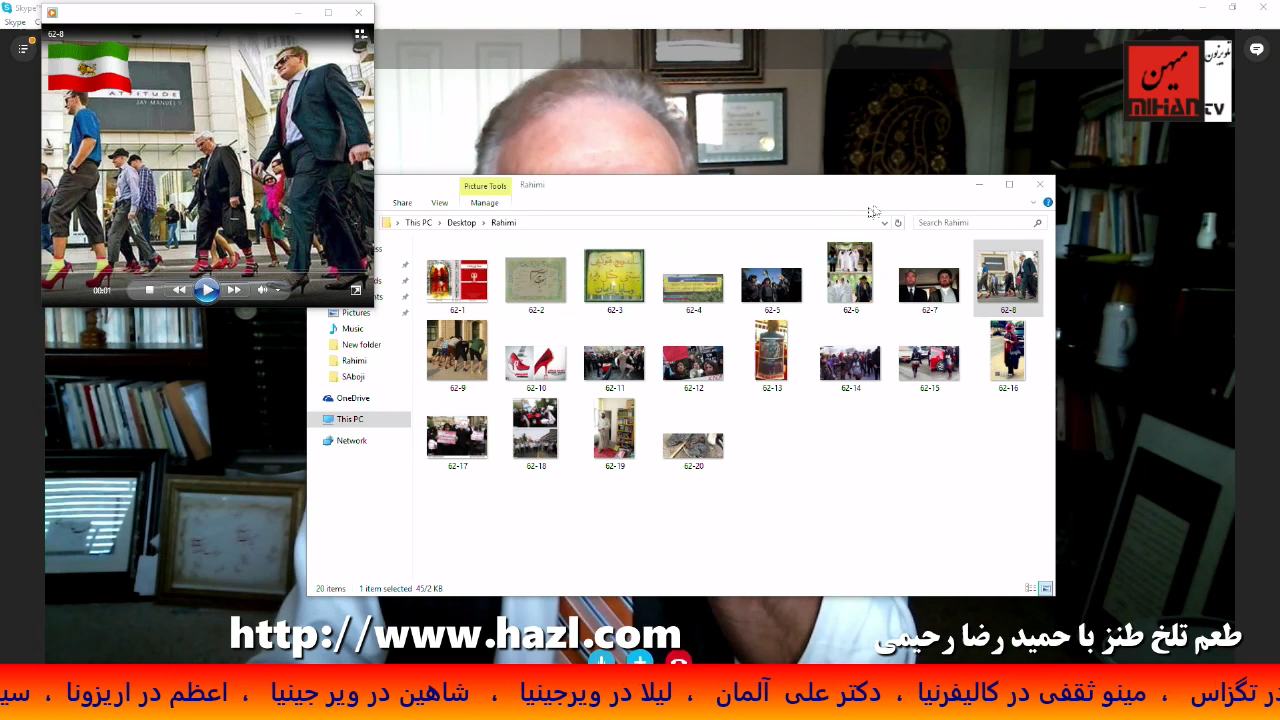 Skype™
Skype
62-8
ATTITUDE
JAY MANUEL
00:01
میهن
تلویزیون
MIHAN TV
Picture Tools
Rahimi
Share
View
Manage
This PC
Desktop
Rahimi
Search Rahimi
62-1
62-2
62-3
62-4
62-5
62-6
62-7
62-8
Pictures
Music
New folder
Rahimi
SAboji
OneDrive
This PC
Network
62-9
62-10
62-11
62-12
62-13
62-14
62-15
62-16
62-17
62-18
62-19
62-20
20 items
1 item selected
http://www.hazl.com
طعم تلخ طنز با حمید رضا رحیمی
در تگزاس ، مینو ثقفی در کالیفرنیا ، دکتر علی آلمان ، لیلا در ویرجینیا ، شاهین در ویر جینیا ، اعظم در اریزونا ،